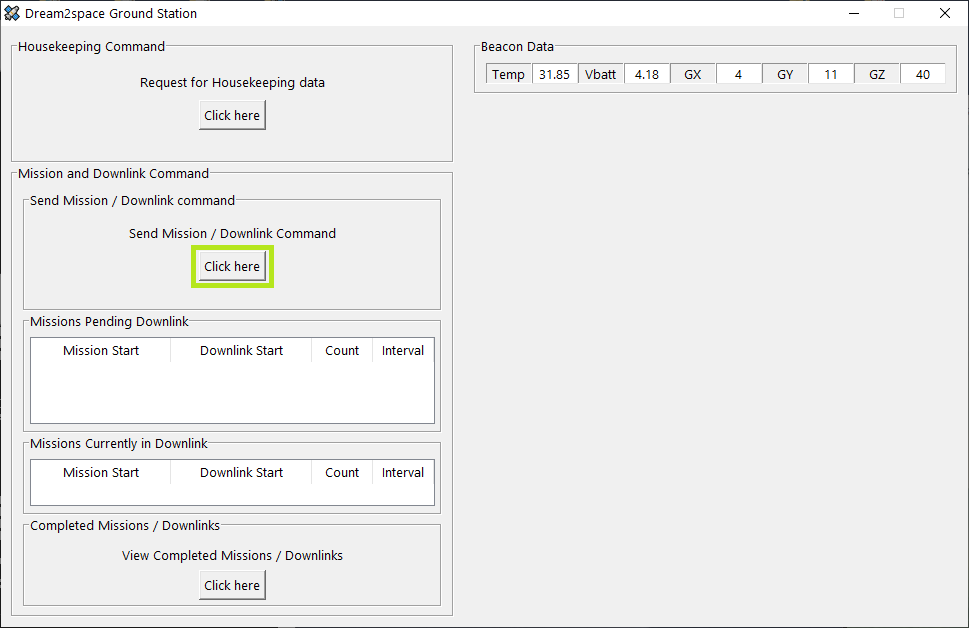 Dream2space Ground Station
Housekeeping Command
Request for Housekeeping data
Click here
Mission and Downlink Command
Send Mission / Downlink command
Send Mission / Downlink Command
Click here
Missions Pending Downlink
Mission Start Downlink Start Count Interval
Missions Currently in Downlink
Mission Start Downlink Start Count Interval
Completed Missions / Downlinks
View Completed Missions / Downlinks
Click here
Beacon Data
Temp 31.85 Vbatt 4.18 GX 4 GY 11 GZ 40